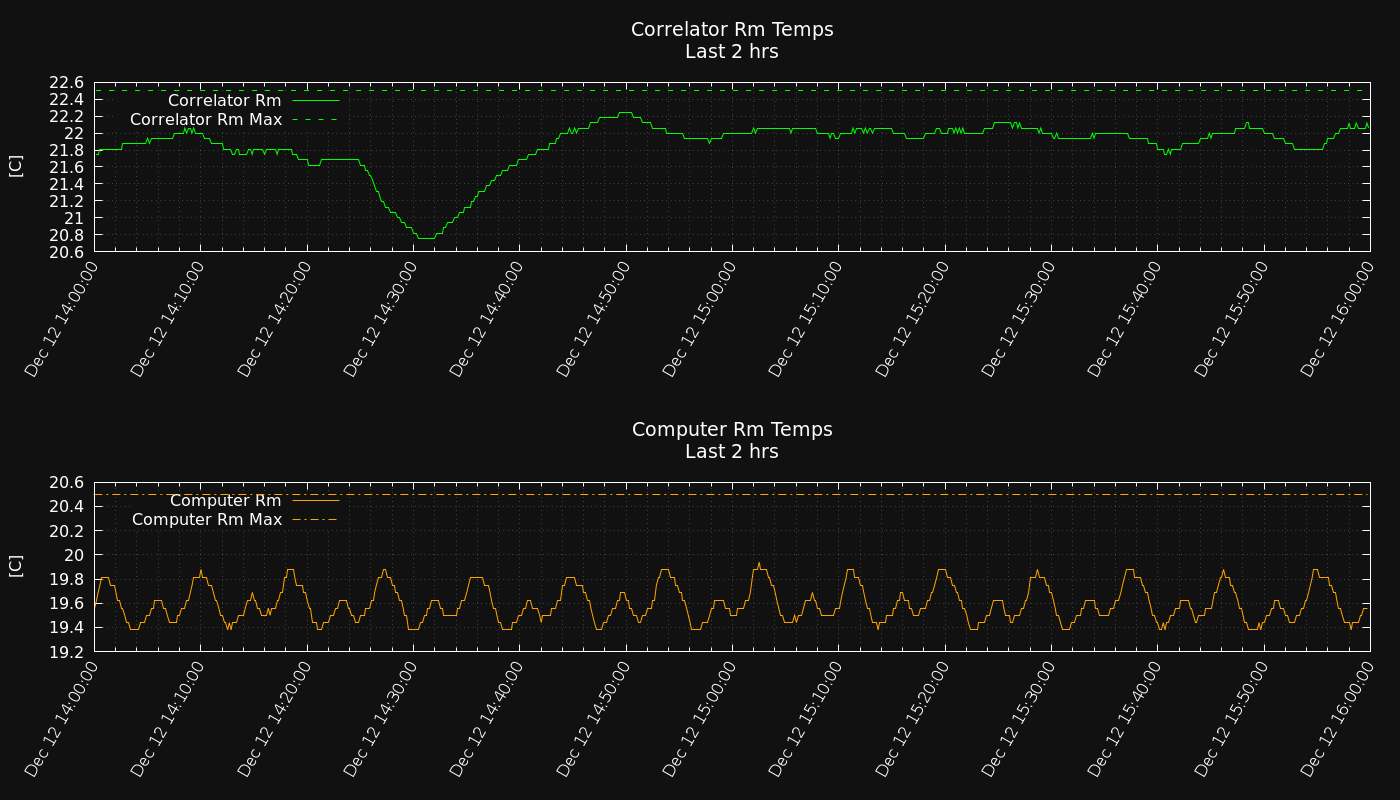 Correlator Rm Temps
Last 2 hrs
[C]
22.6
22.4
22.2
22
21.8
21.6
21.4
21.2
21
20.8
20.6
Correlator Rm
Correlator Rm Max
Dec 12 14:00:00
Dec 12 14:10:00
Dec 12 14:20:00
Dec 12 14:30:00
Dec 12 14:40:00
Dec 12 14:50:00
Dec 12 15:00:00
Dec 12 15:10:00
Dec 12 15:20:00
Dec 12 15:30:00
Dec 12 15:40:00
Dec 12 15:50:00
Dec 12 16:00:00
Computer Rm Temps
Last 2 hrs
[C]
20.6
20.4
20.2
20
19.8
19.6
19.4
19.2
Computer Rm
Computer Rm Max
Dec 12 14:00:00
Dec 12 14:10:00
Dec 12 14:20:00
Dec 12 14:30:00
Dec 12 14:40:00
Dec 12 14:50:00
Dec 12 15:00:00
Dec 12 15:10:00
Dec 12 15:20:00
Dec 12 15:30:00
Dec 12 15:40:00
Dec 12 15:50:00
Dec 12 16:00:00